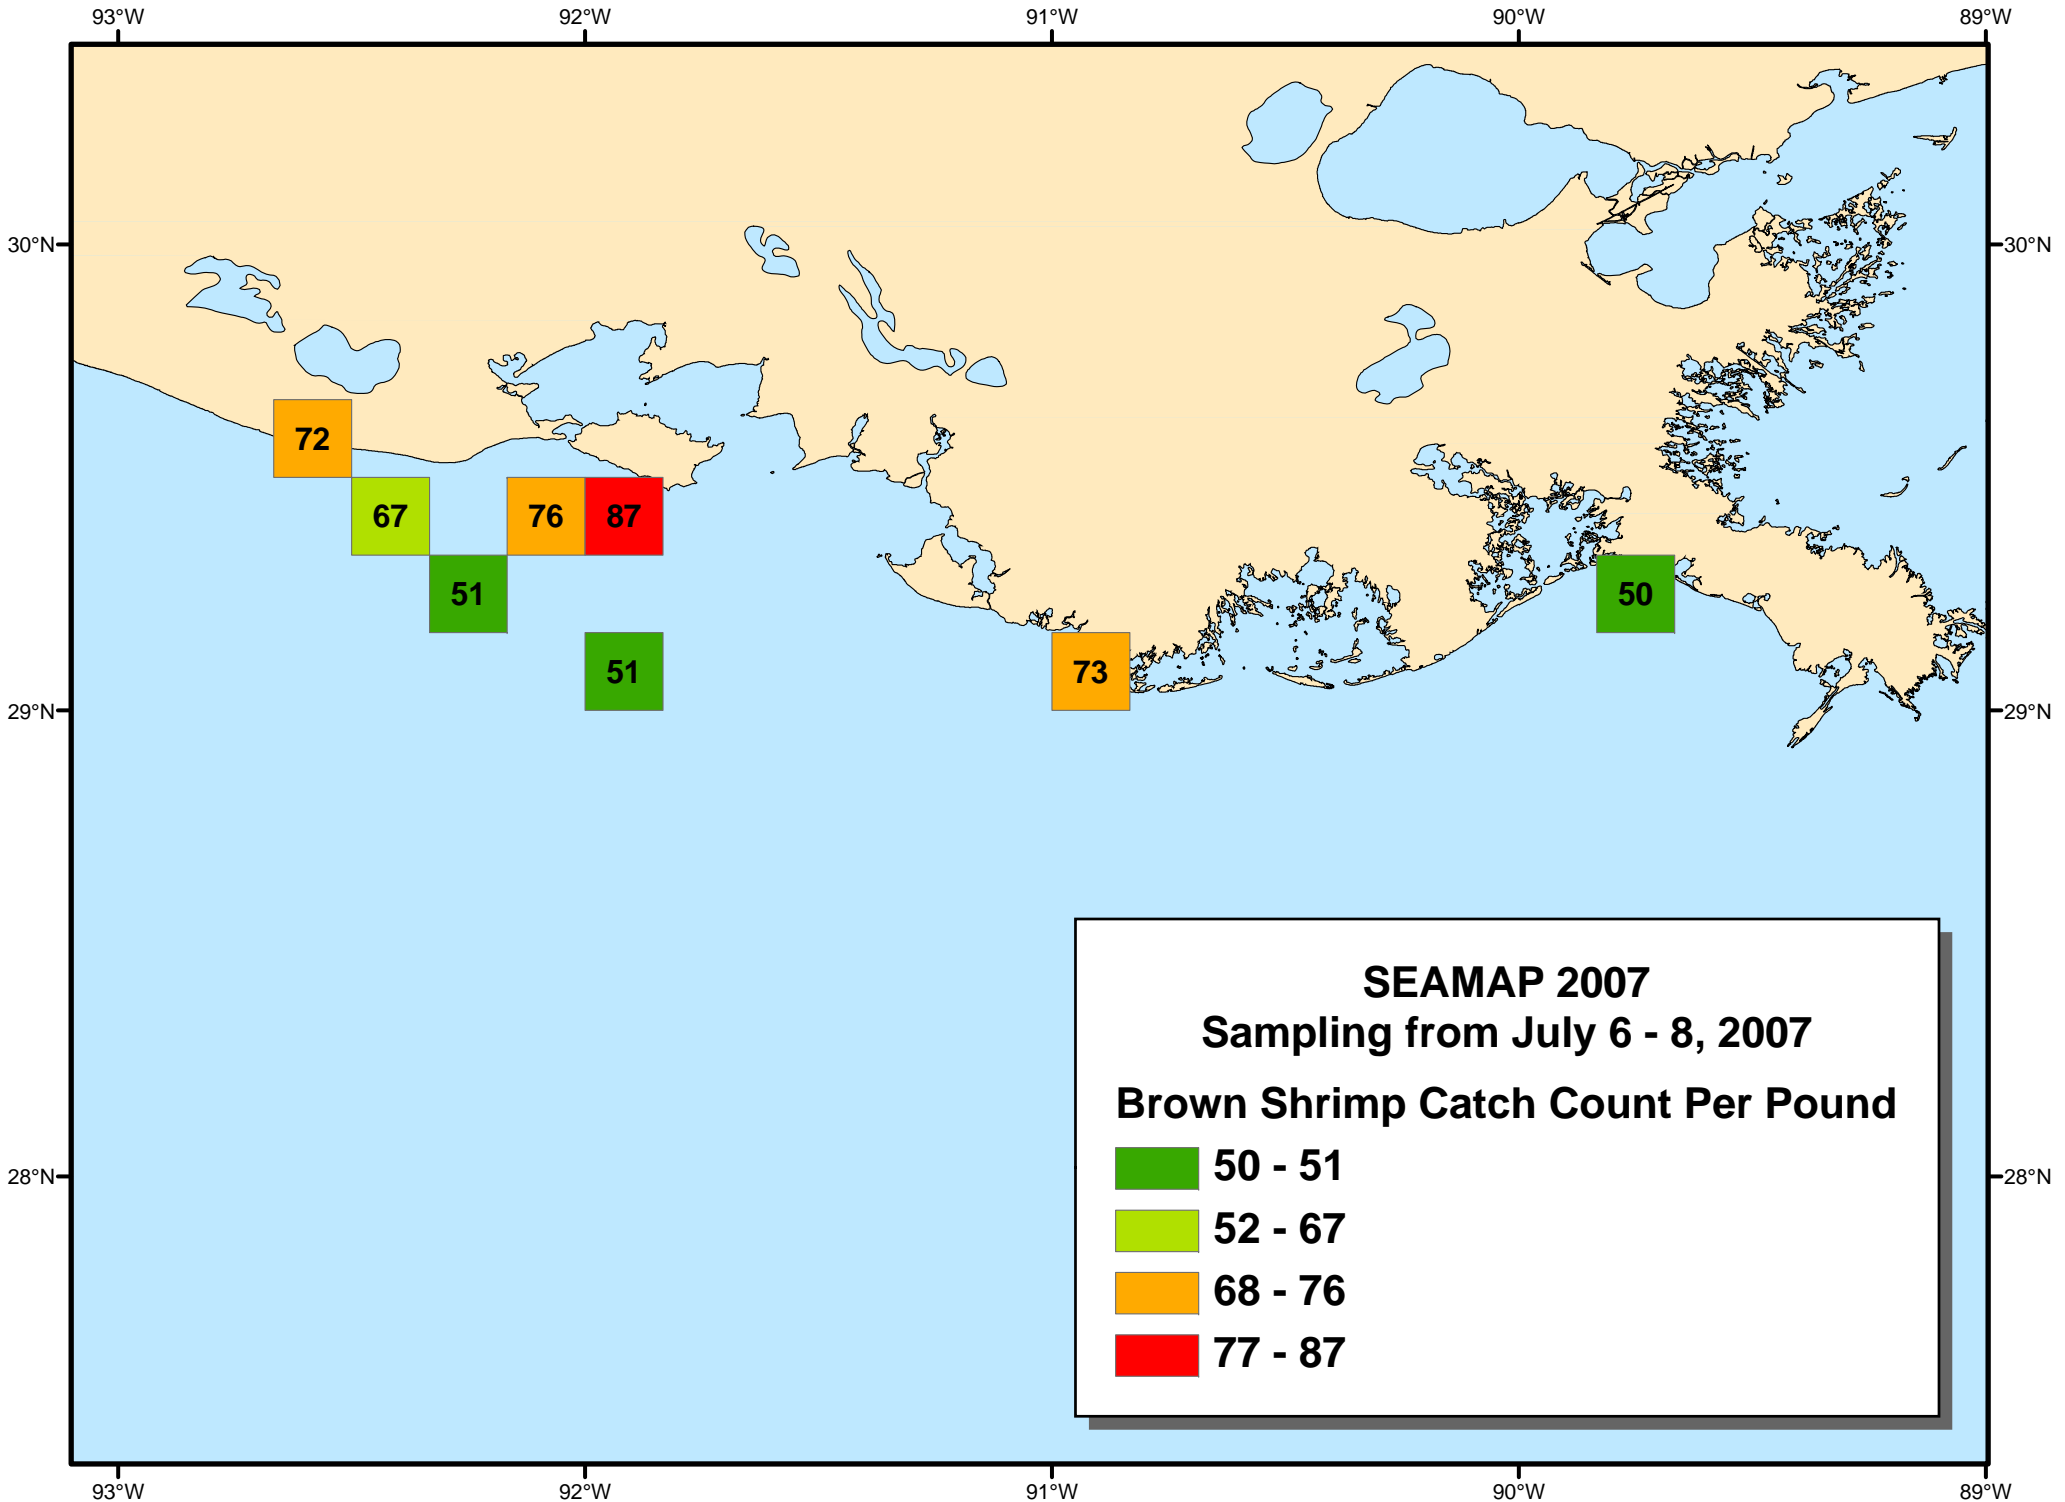 93°W 92°W 91°W 90°W 89°W
30°N 30°N
72
67 76 87
51 50
51 73
29°N 29°N
SEAMAP 2007
Sampling from July 6 - 8, 2007
Brown Shrimp Catch Count Per Pound
50 - 51
28°N 28°N
52 - 67
68 - 76
77 - 87
93°W 92°W 91°W 90°W 89°W